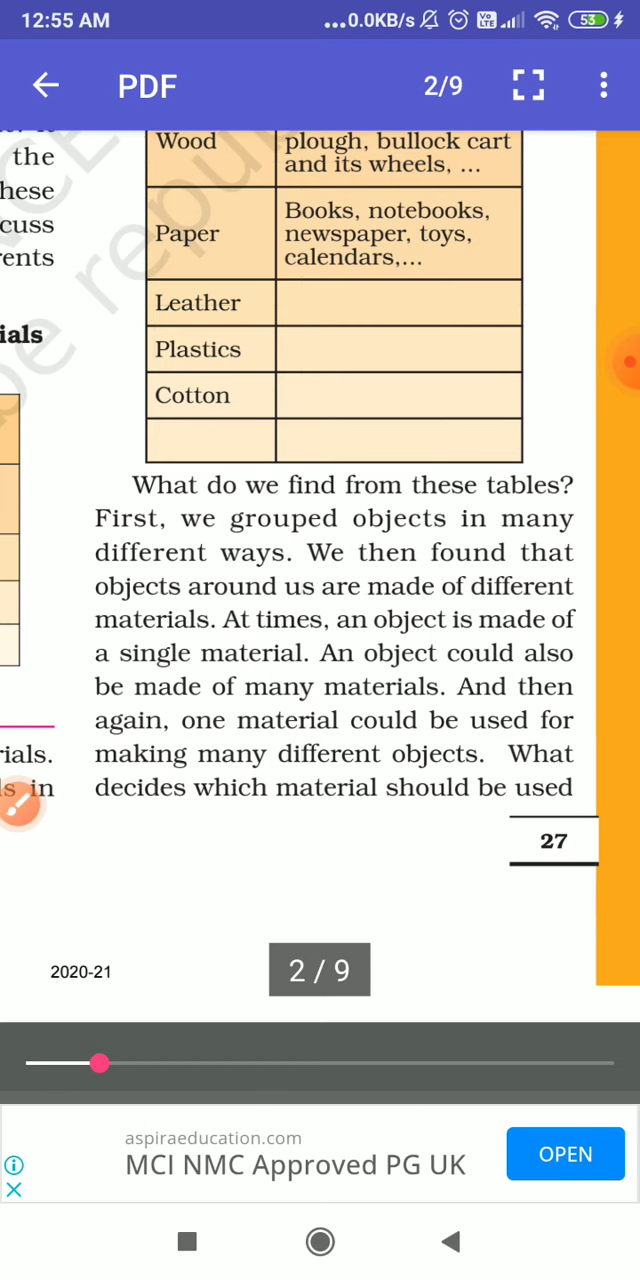 12:55 AM
...0.0KB/s
Vo LTE
53
PDF
2/9
the
hese
cuss
rents
ials
rials.
ls in
Wood
plough, bullock cart
and its wheels, ...
Paper
Books, notebooks,
newspaper, toys,
calendars,...
Leather
Plastics
Cotton
What do we find from these tables?
First, we grouped objects in many
different ways. We then found that
objects around us are made of different
materials. At times, an object is made of
a single material. An object could also
be made of many materials. And then
again, one material could be used for
making many different objects. What
decides which material should be used
27
2020-21
2 / 9
aspiraeducation.com
MCI NMC Approved PG UK
OPEN